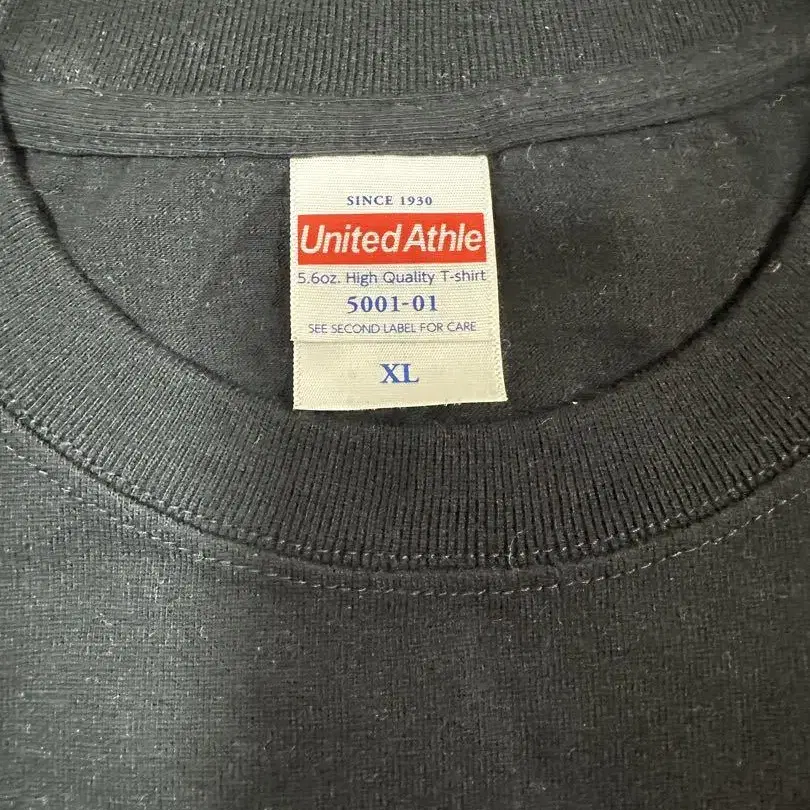 SINCE 1930
United Athle
5.6oz. High Quality T-shirt
5001-01
SEE SECOND LABEL FOR CARE
XL